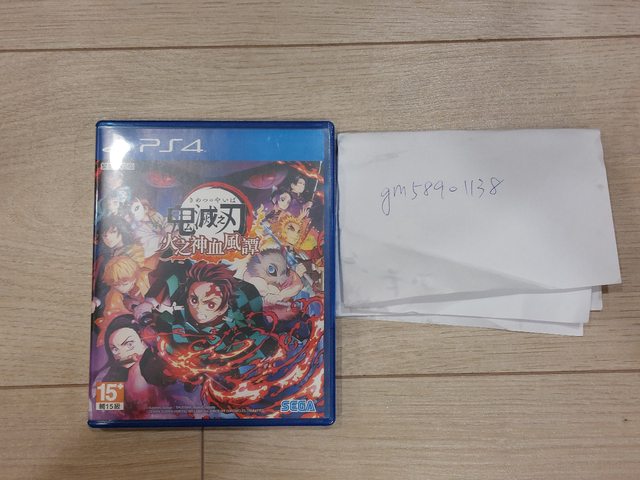 PS4
きめつのやいば
鬼滅之刃
火之神血風譚
15+
輔15級
SEGA
gm58901138